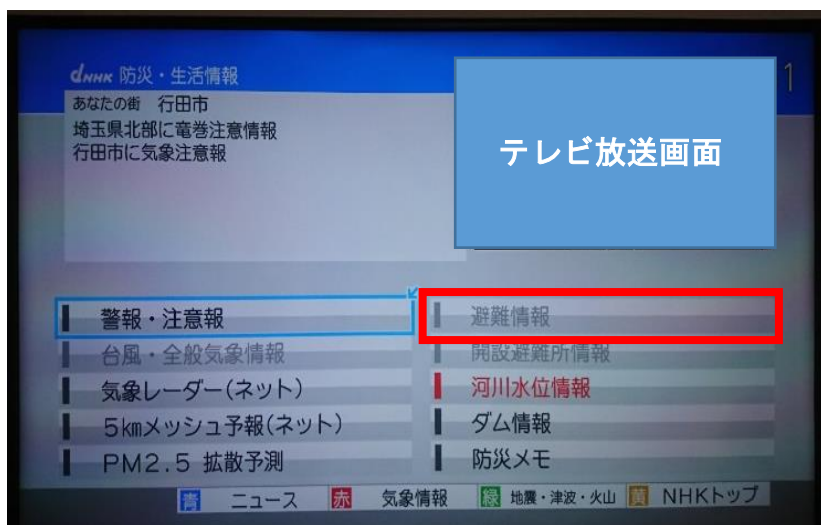 dNHK 防災・生活情報
1
あなたの街 行田市
埼玉県北部に竜巻注意情報
行田市に気象注意報
テレビ放送画面
警報・注意報
避難情報
台風・全般気象情報
開設避難所情報
気象レーダー(ネット)
河川水位情報
5㎞メッシュ予報(ネット)
ダム情報
PM2.5 拡散予測
防災メモ
青 ニュース 赤 気象情報 緑 地震・津波・火山 黄 NHKトップ